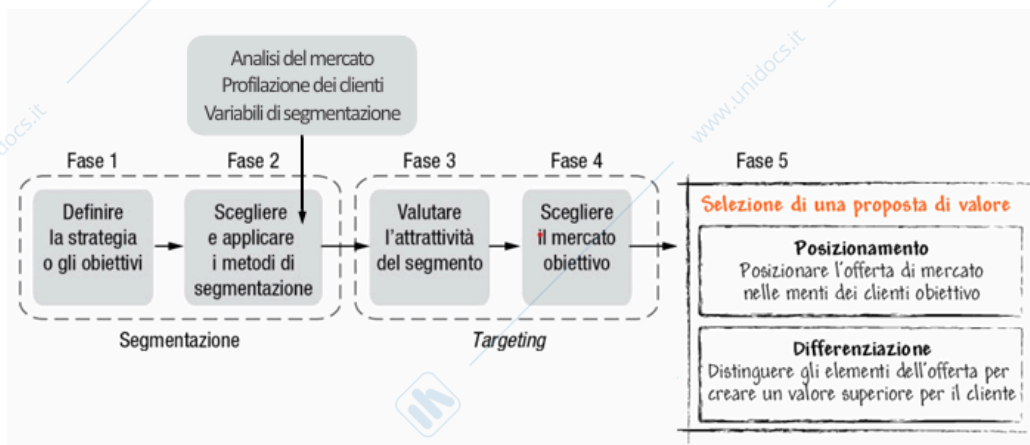 Analisi del mercato
Profilazione dei clienti
Variabili di segmentazione
www.unidocs.it
docs.it
Fase 1
Fase 2
Fase 3
Fase 4
Fase 5
Definire
la strategia
o gli obiettivi
Scegliere
e applicare
i metodi di
segmentazione
Valutare
l'attrattività
del segmento
Scegliere
il mercato
obiettivo
Selezione di una proposta di valore
Posizionamento
Posizionare l'offerta di mercato
nelle menti dei clienti obiettivo
Differenziazione
Distinguere gli elementi dell'offerta per
creare un valore superiore per il cliente
Segmentazione
Targeting